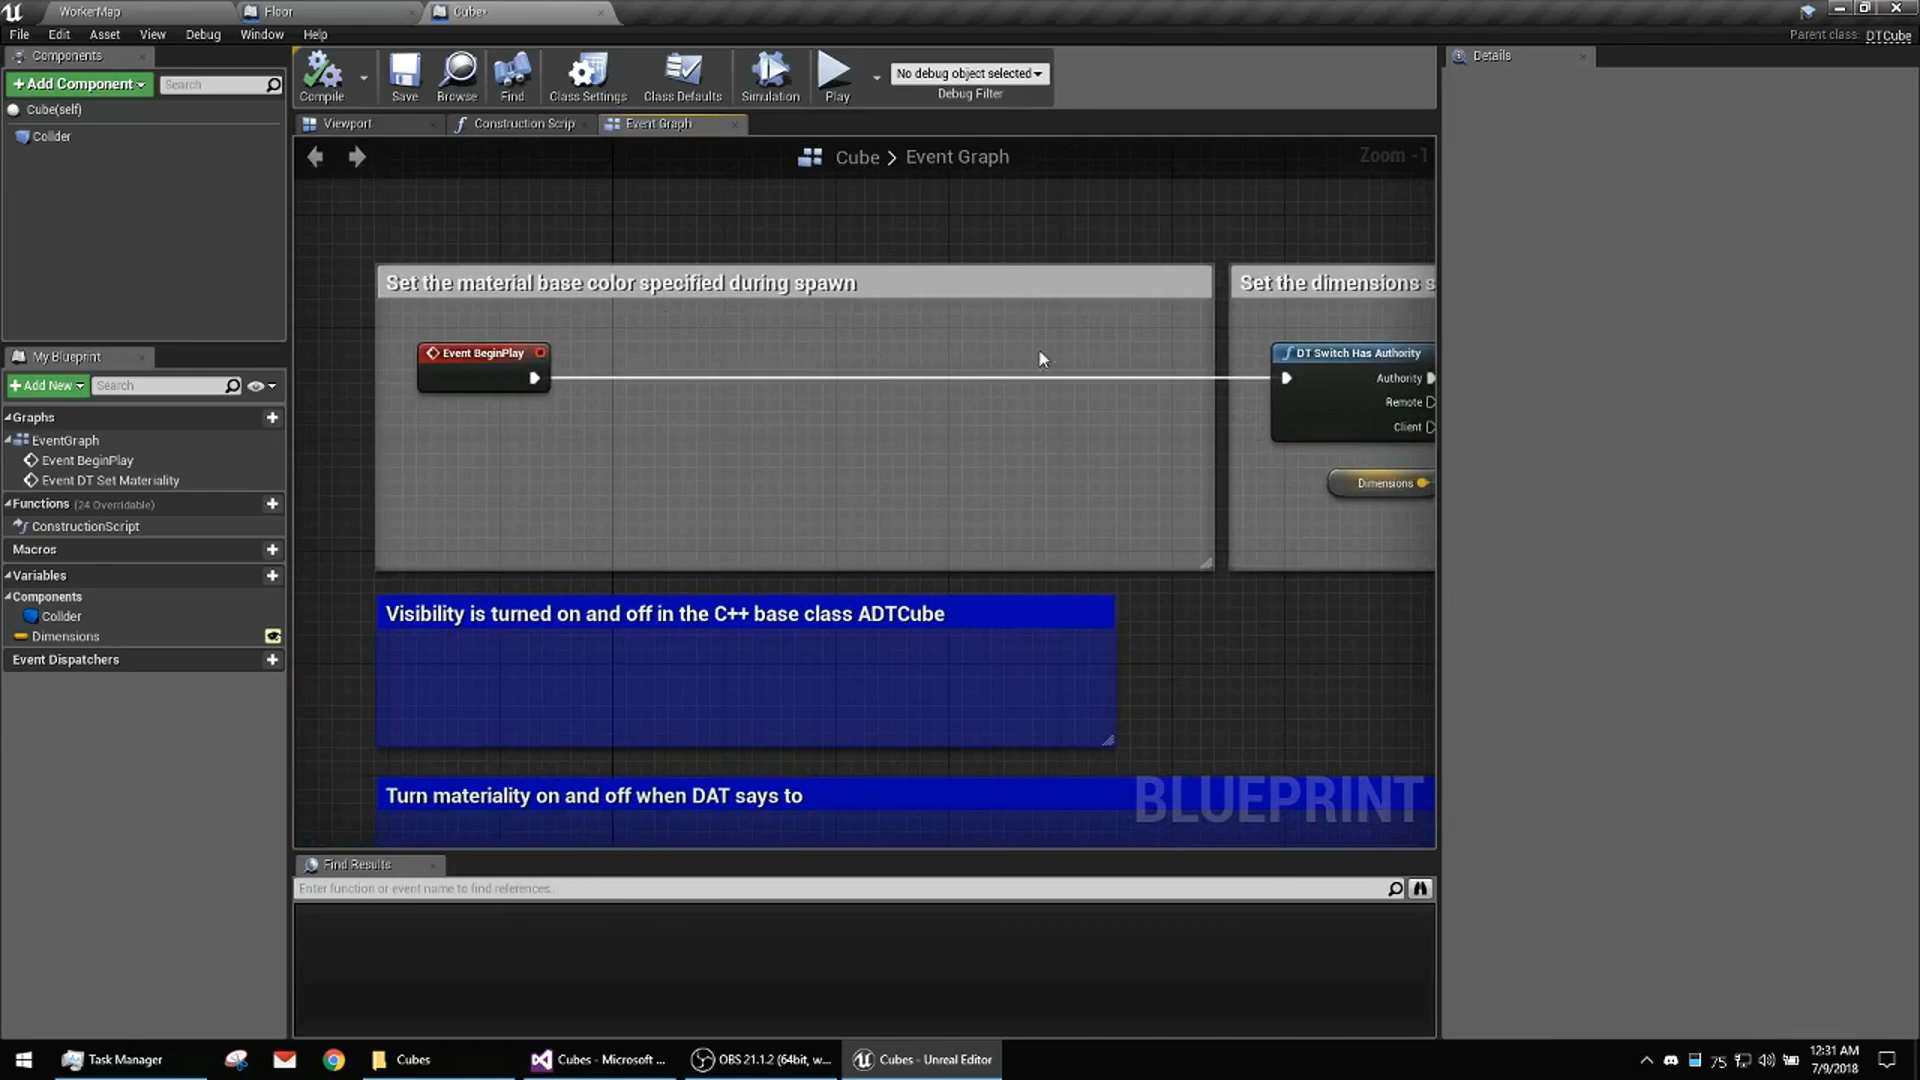 WorkerMap
Floor
Cube*
File Edit Asset View Debug Window Help
Parent class: DTCube
Components
+Add Component
Search
Cube(self)
Collder
Compile
Save
Browse
Find
Class Settings
Class Defaults
Simulation
Play
No debug object selected
Debug Filter
Details
Viewport
Construction Scrip
Event Graph
Cube > Event Graph
Zoom -1
Set the material base color specified during spawn
Event BeginPlay
Set the dimensions s
DT Switch Has Authority
Authority
Remote
Client
Dimensions
Visibility is turned on and off in the C++ base class ADTCube
Turn materiality on and off when DAT says to
BLUEPRINT
My Blueprint
+Add New
Search
Graphs
EventGraph
Event BeginPlay
Event DT Set Materiality
Functions (24 Overridable)
ConstructionScript
Macros
Variables
Components
Collder
Dimensions
Event Dispatchers
Find Results
Enter function or event name to find references...
Task Manager
Cubes
Cubes - Microsoft ...
OBS 21.1.2 (64bit, w...
Cubes - Unreal Editor
75
12:31 AM
7/9/2018